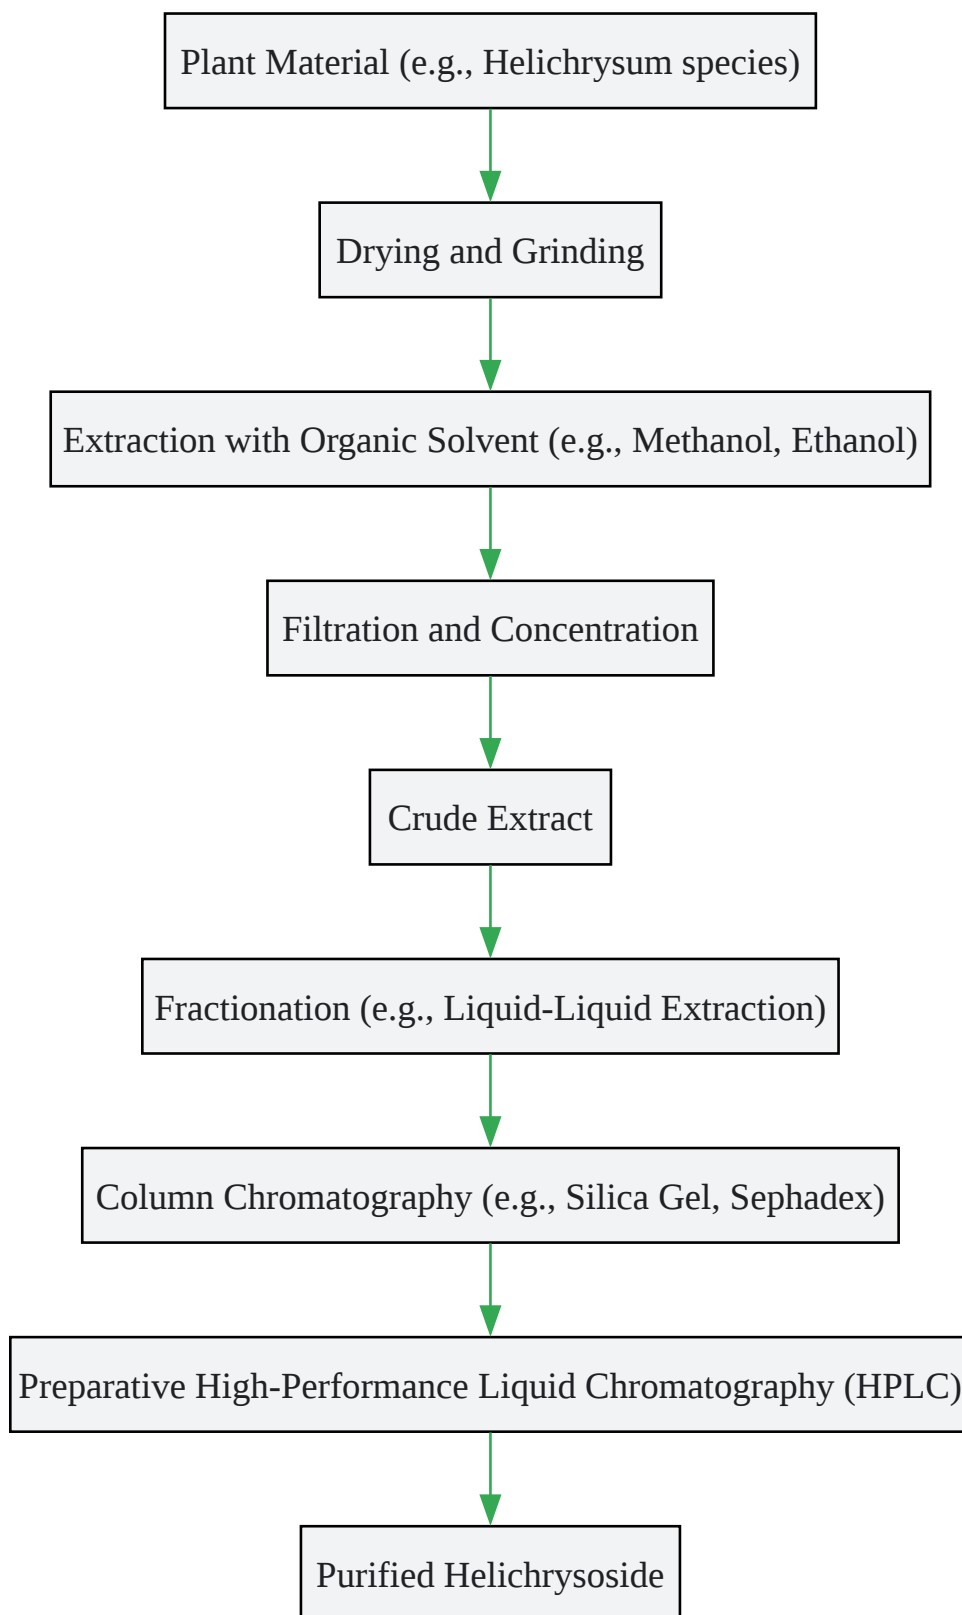 Plant Material (e.g., Helichrysum species)
Drying and Grinding
Extraction with Organic Solvent (e.g., Methanol, Ethanol)
Filtration and Concentration
Crude Extract
Fractionation (e.g., Liquid-Liquid Extraction)
Column Chromatography (e.g., Silica Gel, Sephadex)
Preparative High-Performance Liquid Chromatography (HPLC)
Purified Helichrysoside